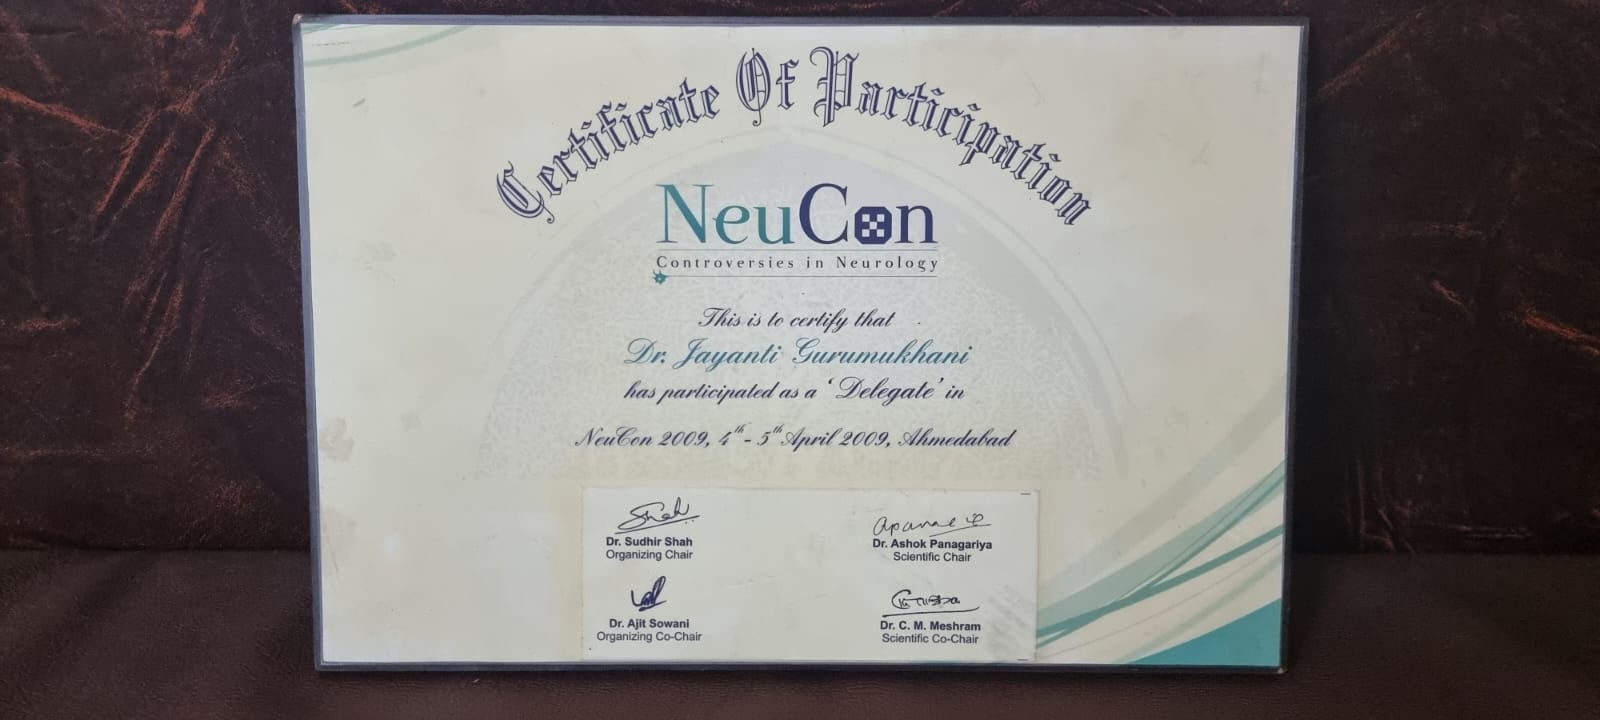 Certificate Of Participation
NeuCon
Controversies in Neurology
This is to certify that
Dr. Jayanti Gurumukhani
has participated as a 'Delegate' in
NeuCon 2009, 4th - 5th April 2009, Ahmedabad
Dr. Sudhir Shah
Organizing Chair
Dr. Ashok Panagariya
Scientific Chair
Dr. Ajit Sowani
Organizing Co-Chair
Dr. C. M. Meshram
Scientific Co-Chair